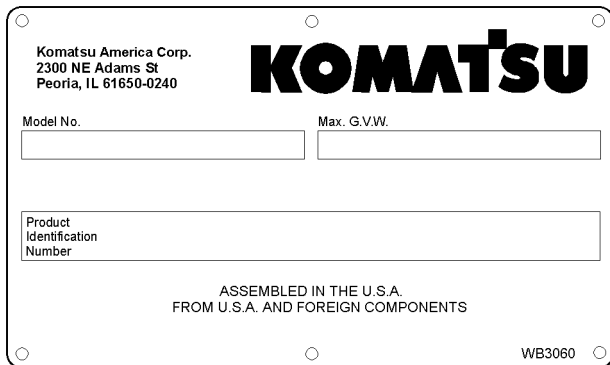 Komatsu America Corp.
2300 NE Adams St
Peoria, IL 61650-0240
KOMATSU
Model No.
Max. G.V.W.
Product
Identification
Number
ASSEMBLED IN THE U.S.A.
FROM U.S.A. AND FOREIGN COMPONENTS
WB3060